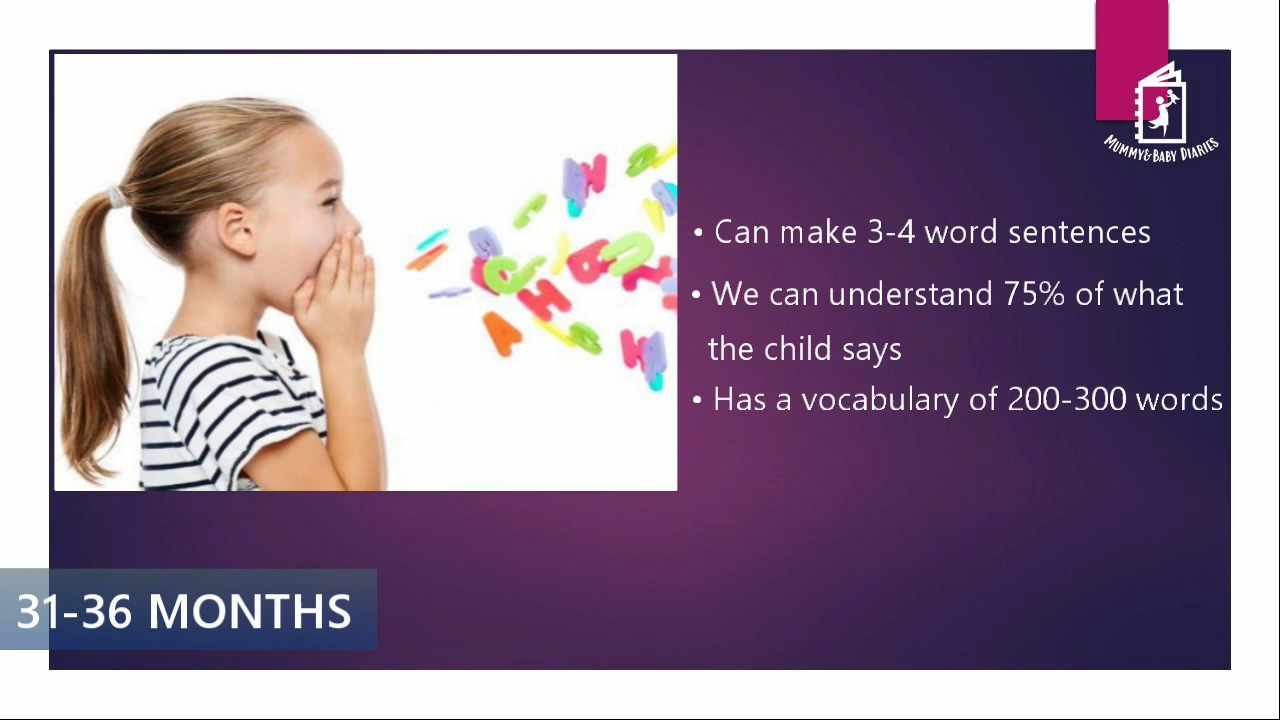 MUMMY&BABY DIARIES
• Can make 3-4 word sentences
• We can understand 75% of what
the child says
• Has a vocabulary of 200-300 words
31-36 MONTHS